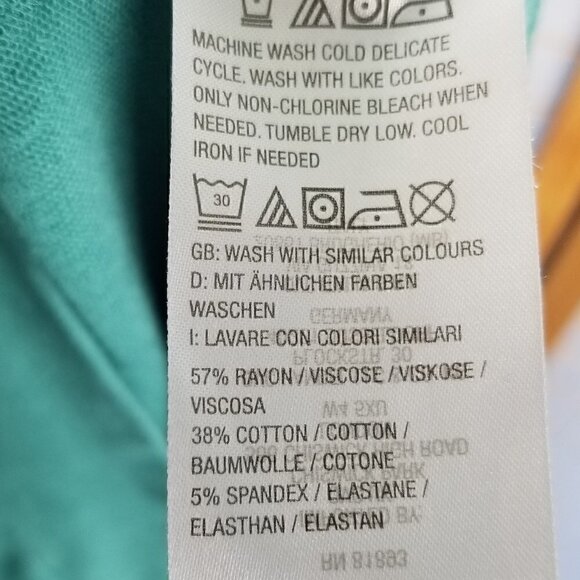 MACHINE WASH COLD DELICATE
CYCLE. WASH WITH LIKE COLORS.
ONLY NON-CHLORINE BLEACH WHEN
NEEDED. TUMBLE DRY LOW. COOL
IRON IF NEEDED
30
GB: WASH WITH SIMILAR COLOURS
D: MIT ÄHNLICHEN FARBEN
WASCHEN
I: LAVARE CON COLORI SIMILARI
57% RAYON / VISCOSE / VISKOSE /
VISCOSA
38% COTTON / COTTON /
BAUMWOLLE / COTONE
5% SPANDEX / ELASTANE /
ELASTHAN / ELASTAN
RN 81893